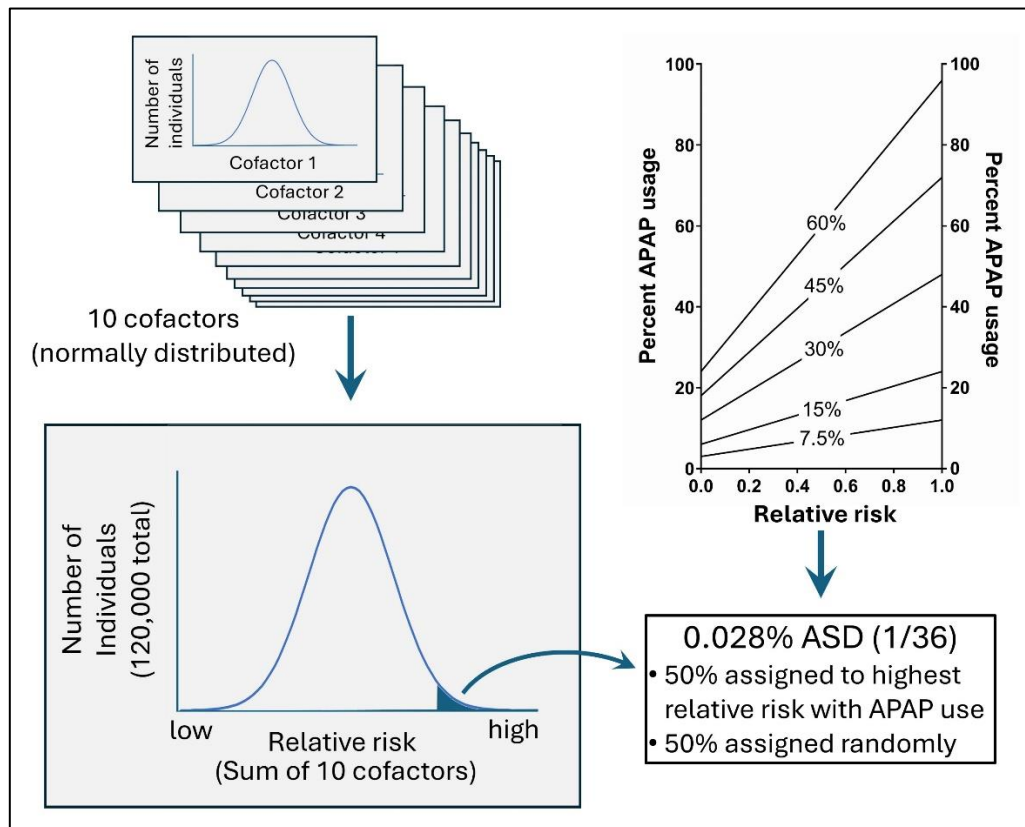 Number of
individuals
Cofactor 1
Cofactor 2
Cofactor 3
Cofactor 4
10 cofactors
(normally distributed)
Number of
Individuals
(120,000 total)
low
high
Relative risk
(Sum of 10 cofactors)
Percent APAP usage
100
80
60
40
20
0
60%
45%
30%
15%
7.5%
100
80
60
40
20
0
Percent APAP usage
0.0 0.2 0.4 0.6 0.8 1.0
Relative risk
0.028% ASD (1/36)
• 50% assigned to highest
relative risk with APAP use
• 50% assigned randomly